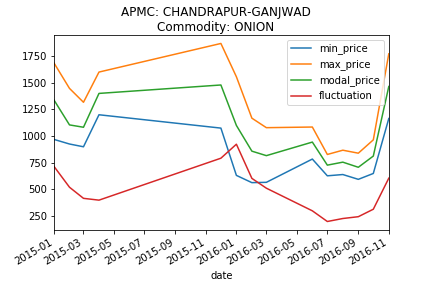 APMC: CHANDRAPUR-GANJWAD
Commodity: ONION
min_price
max_price
modal_price
fluctuation
1750
1500
1250
1000
750
500
250
2015-01
2015-03
2015-05
2015-07
2015-09
2015-11
2016-01
2016-03
2016-05
2016-07
2016-09
2016-11
date